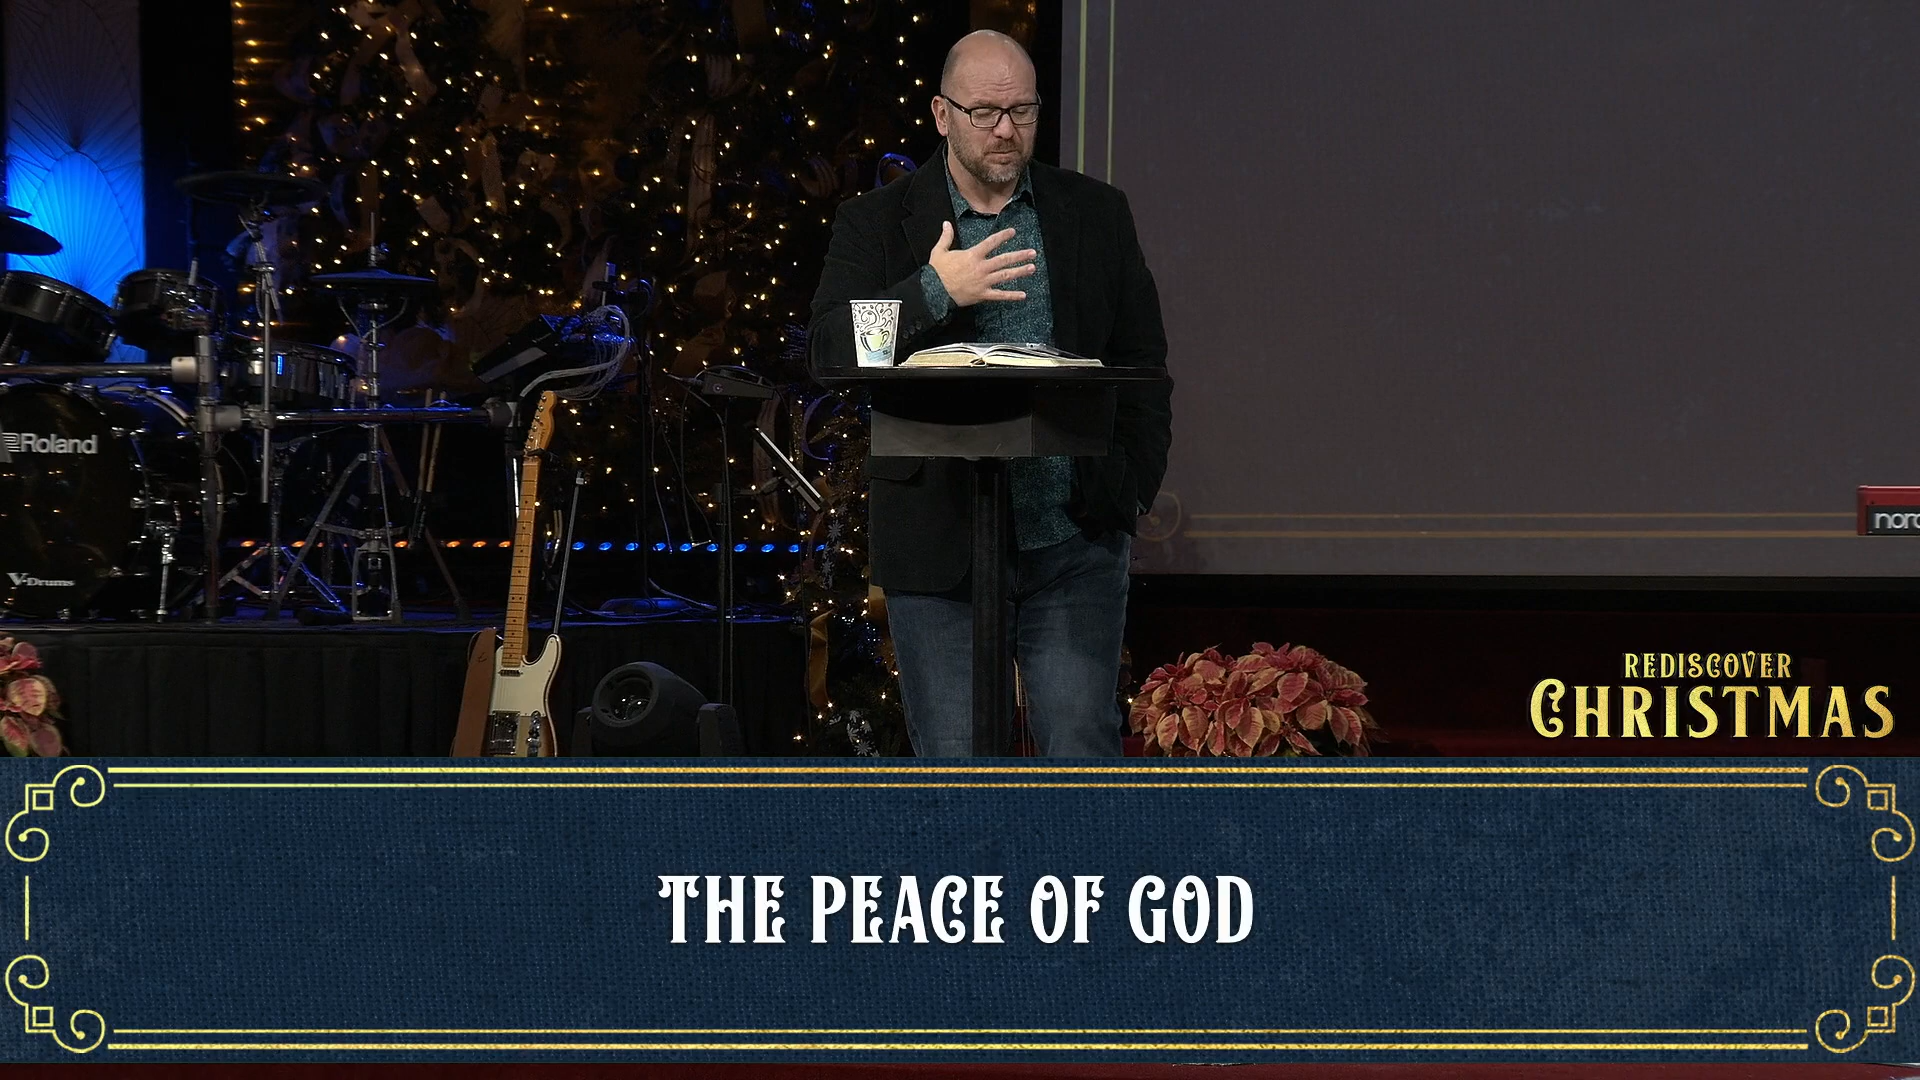 Roland
V-Drums
nord
REDISCOVER
CHRISTMAS
THE PEACE OF GOD